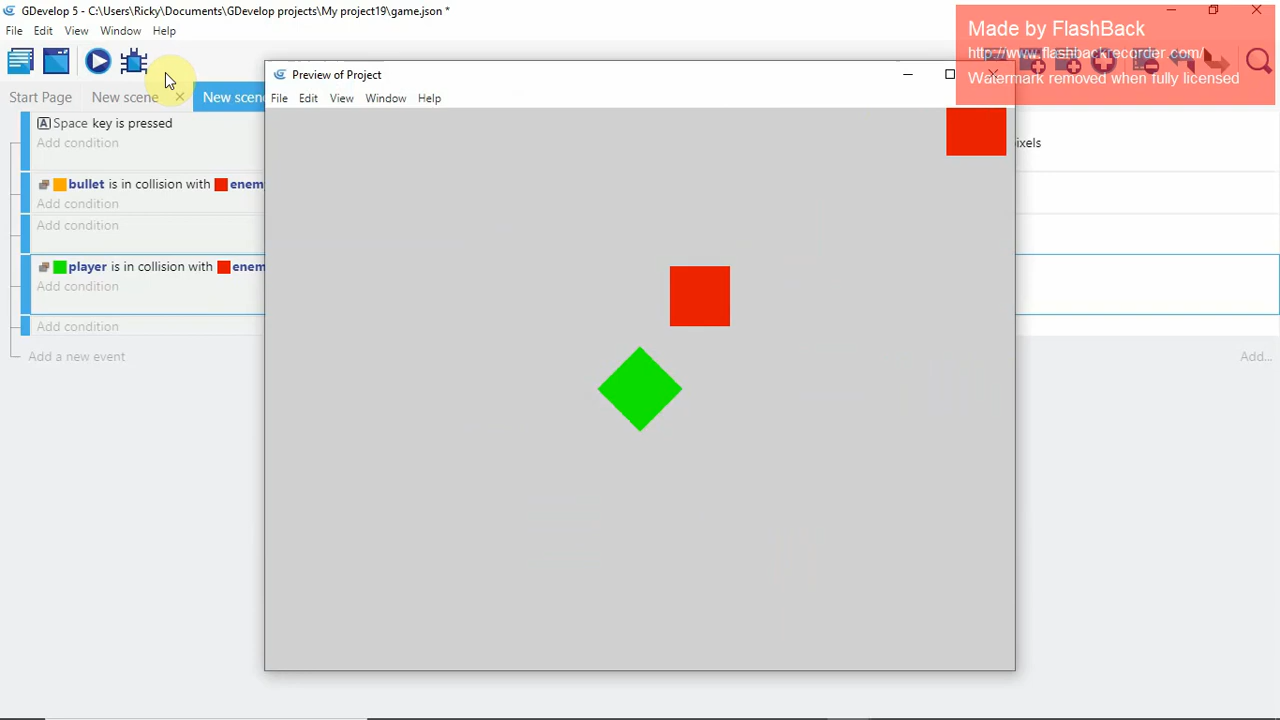 GDevelop 5 - C:\Users\Ricky\Documents\GDevelop projects\My project19\game.json *
File Edit View Window Help
Made by FlashBack
http://www.flashbackrecorder.com/
Watermark removed when fully licensed
Start Page New scene New scen
Preview of Project
File Edit View Window Help
A Space key is pressed
Add condition
ixels
bullet is in collision with enem
Add condition
Add condition
player is in collision with enem
Add condition
Add condition
Add a new event Add...